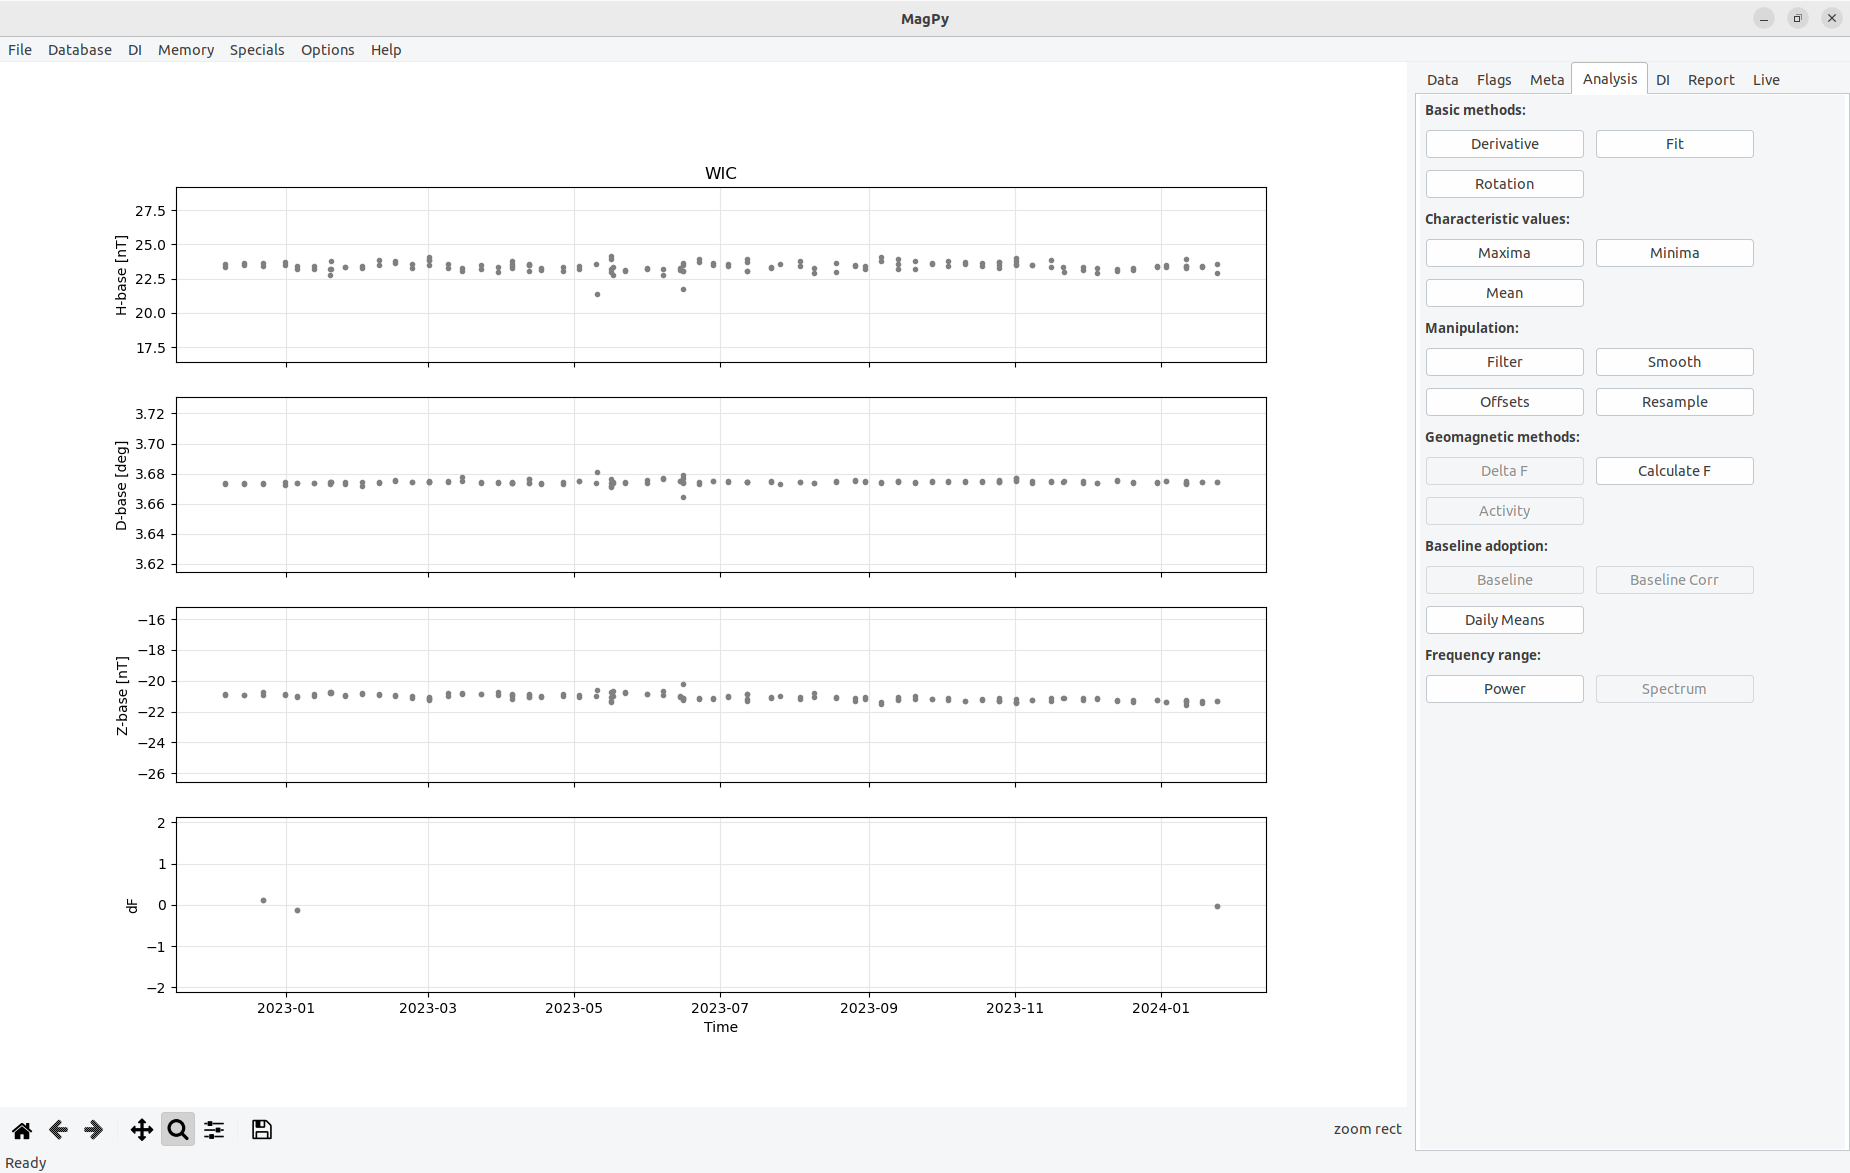 MagPy
File Database DI Memory Specials Options Help
Data Flags Meta Analysis DI Report Live
WIC
27.5
25.0
22.5
20.0
17.5
H-base [nT]
3.72
3.70
3.68
3.66
3.64
3.62
D-base [deg]
−16
−18
−20
−22
−24
−26
Z-base [nT]
2
1
0
−1
−2
dF
2023-01 2023-03 2023-05 2023-07 2023-09 2023-11 2024-01
Time
Basic methods:
Derivative Fit
Rotation
Characteristic values:
Maxima Minima
Mean
Manipulation:
Filter Smooth
Offsets Resample
Geomagnetic methods:
Delta F Calculate F
Activity
Baseline adoption:
Baseline Baseline Corr
Daily Means
Frequency range:
Power Spectrum
zoom rect
Ready